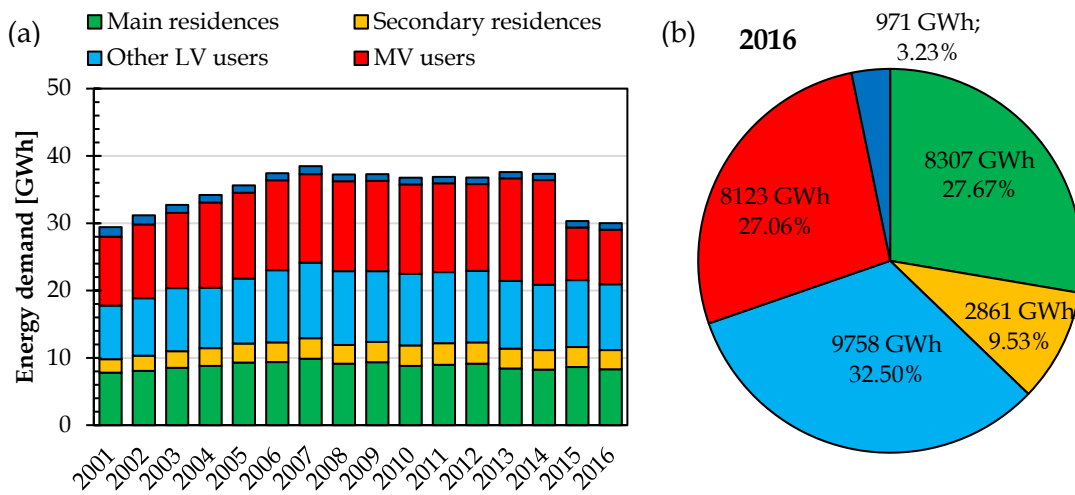 (a)
Main residences
Secondary residences
Other LV users
MV users
Energy demand [GWh]
50
40
30
20
10
0
2001
2002
2003
2004
2005
2006
2007
2008
2009
2010
2011
2012
2013
2014
2015
2016
(b)
2016
971 GWh;
3.23%
8307 GWh
27.67%
2861 GWh
9.53%
9758 GWh
32.50%
8123 GWh
27.06%